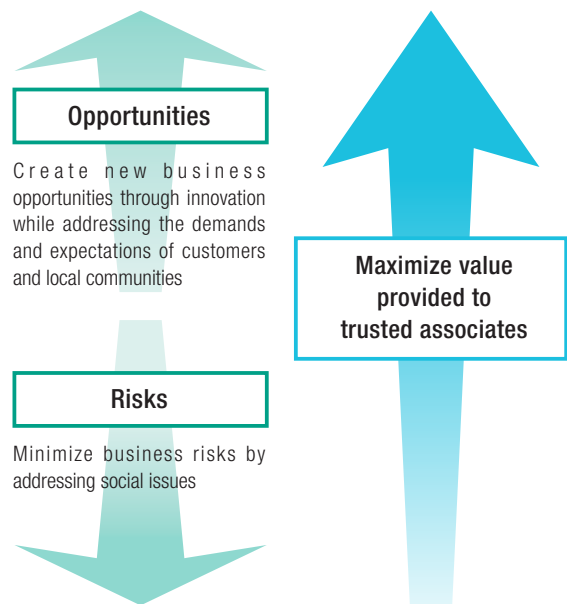 Opportunities
Create new business
opportunities through innovation
while addressing the demands
and expectations of customers
and local communities
Risks
Minimize business risks by
addressing social issues
Maximize value
provided to
trusted associates